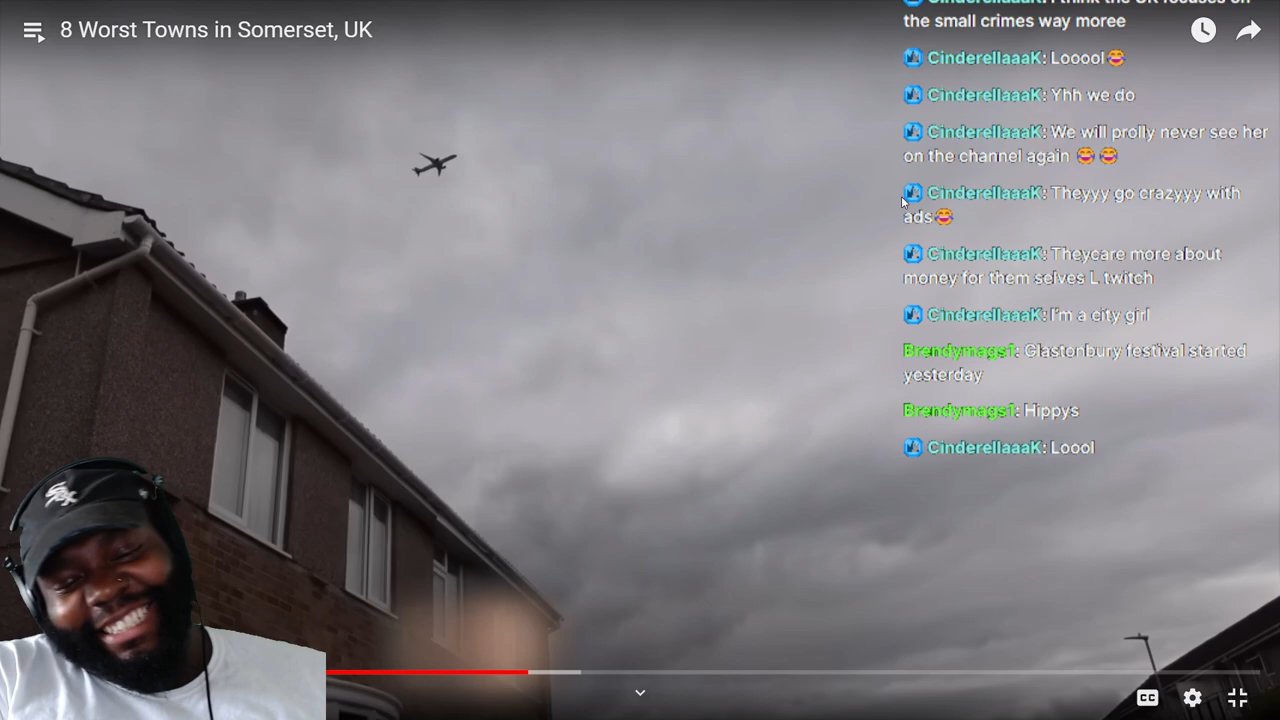 8 Worst Towns in Somerset, UK
the small crimes way moree
CinderellaaaK: Looool😂
CinderellaaaK: Yhh we do
CinderellaaaK: We will prolly never see her
on the channel again 😂 😂
CinderellaaaK: Theyyy go crazyyy with
ads😂
CinderellaaaK: Theycare more about
money for them selves L twitch
CinderellaaaK: I'm a city girl
Brendymags1: Glastonbury festival started
yesterday
Brendymags1: Hippys
CinderellaaaK: Loool
CC